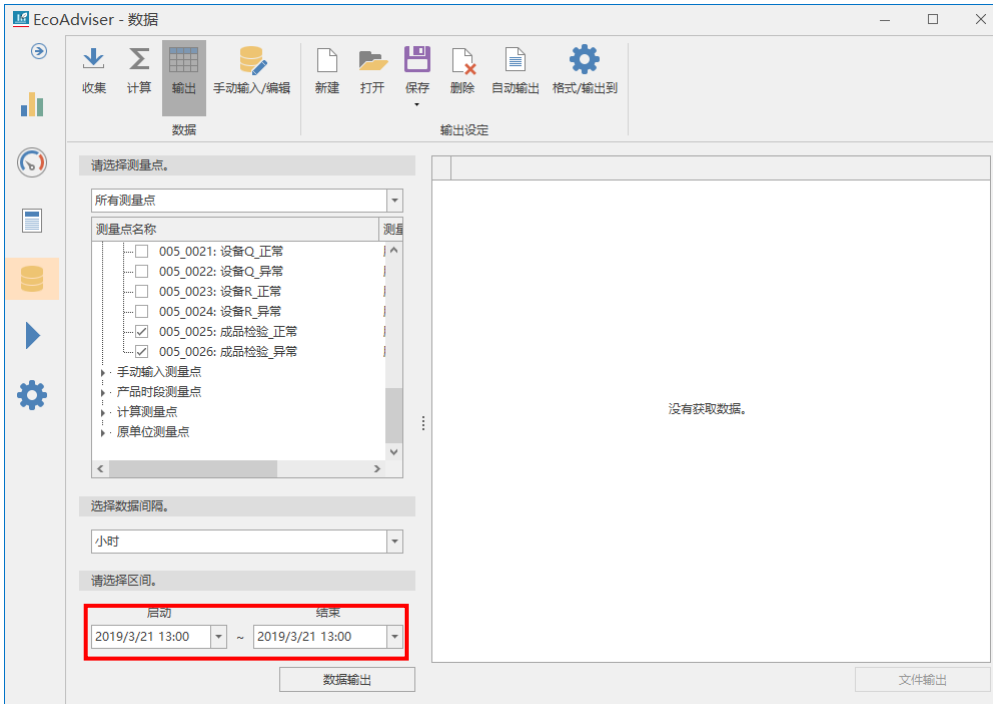 EcoAdviser - 数据
收集
计算
输出
手动输入/编辑
新建
打开
保存
删除
自动输出
格式/输出到
数据
输出设定
请选择测量点。
所有测量点
测量点名称
005_0021: 设备Q_正常
005_0022: 设备Q_异常
005_0023: 设备R_正常
005_0024: 设备R_异常
005_0025: 成品检验_正常
005_0026: 成品检验_异常
手动输入测量点
产品时段测量点
计算测量点
原单位测量点
没有获取数据。
选择数据间隔。
小时
请选择区间。
启动
结束
2019/3/21 13:00 ~ 2019/3/21 13:00
数据输出
文件输出